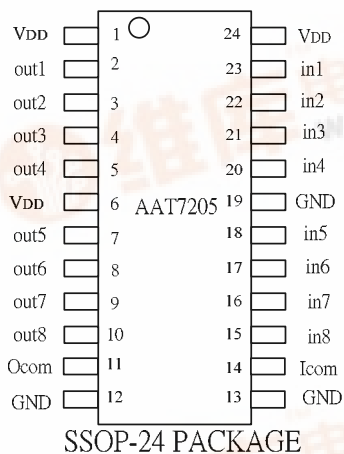 VDD 1 24 VDD
out1 2 23 in1
out2 3 22 in2
out3 4 21 in3
out4 5 20 in4
VDD 6 AAT7205 19 GND
out5 7 18 in5
out6 8 17 in6
out7 9 16 in7
out8 10 15 in8
Ocom 11 14 Icom
GND 12 13 GND
SSOP-24 PACKAGE